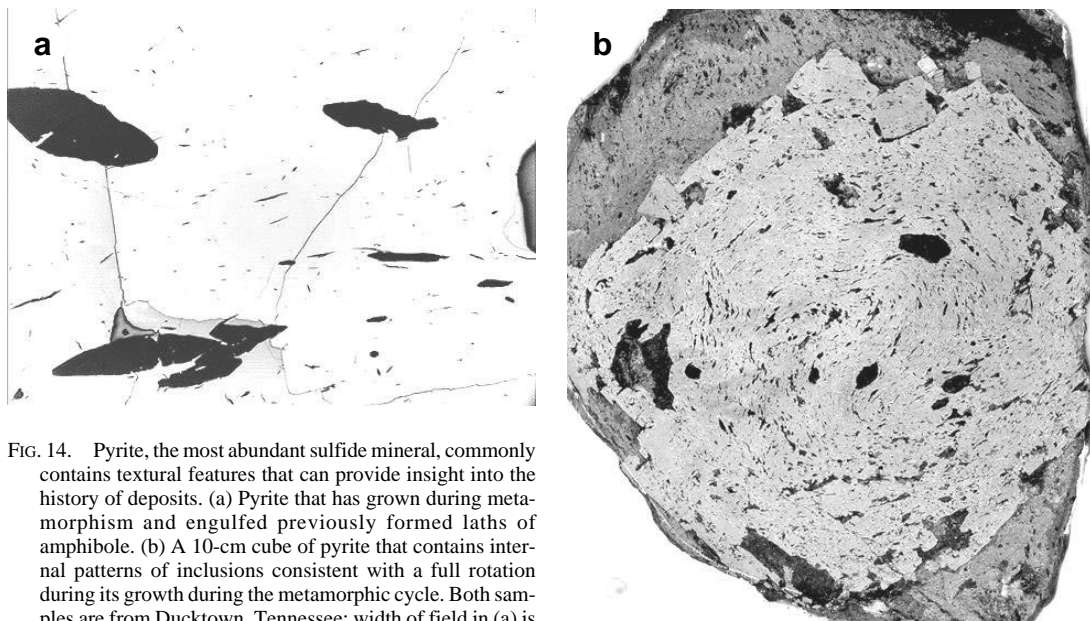 a
b
FIG. 14. Pyrite, the most abundant sulfide mineral, commonly
contains textural features that can provide insight into the
history of deposits. (a) Pyrite that has grown during meta-
morphism and engulfed previously formed laths of
amphibole. (b) A 10-cm cube of pyrite that contains inter-
nal patterns of inclusions consistent with a full rotation
during its growth during the metamorphic cycle. Both sam-
ples are from Ducktown, Tennessee; width of field in (a) is